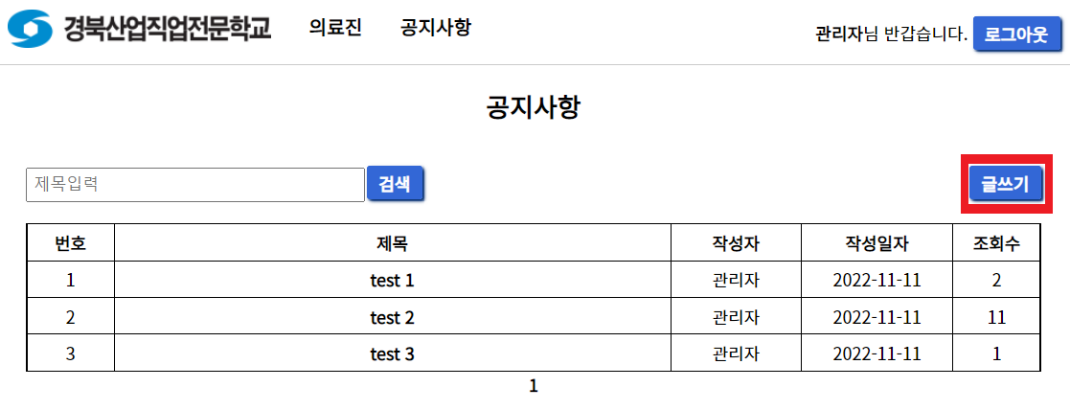 경북산업직업전문학교 의료진 공지사항 관리자님 반갑습니다. 로그아웃
공지사항
제목입력 검색 글쓰기
번호 제목 작성자 작성일자 조회수
1 test 1 관리자 2022-11-11 2
2 test 2 관리자 2022-11-11 11
3 test 3 관리자 2022-11-11 1
1